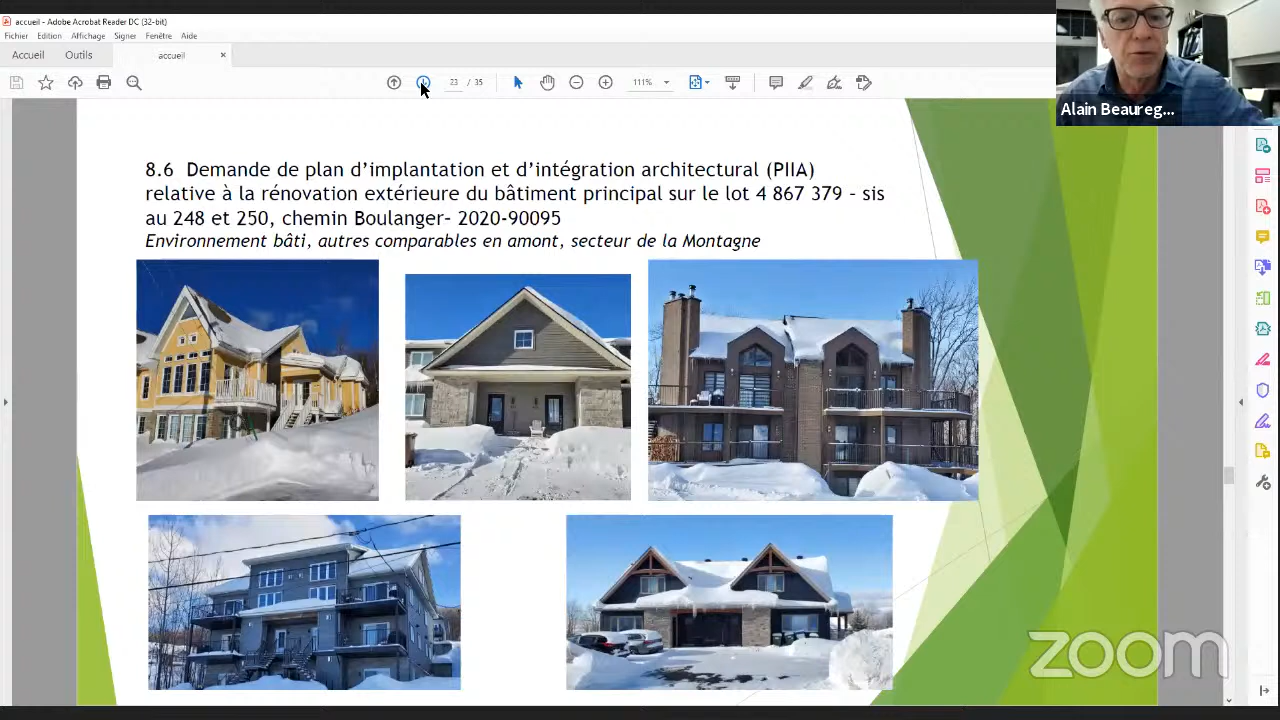 accueil - Adobe Acrobat Reader DC (32-bit)
Fichier Edition Affichage Signer Fenêtre Aide
Accueil Outils accueil ×
23 / 35 111%
Alain Beaureg...
8.6 Demande de plan d’implantation et d’intégration architectural (PIIA)
relative à la rénovation extérieure du bâtiment principal sur le lot 4 867 379 – sis
au 248 et 250, chemin Boulanger– 2020-90095
Environnement bâti, autres comparables en amont, secteur de la Montagne
zoom